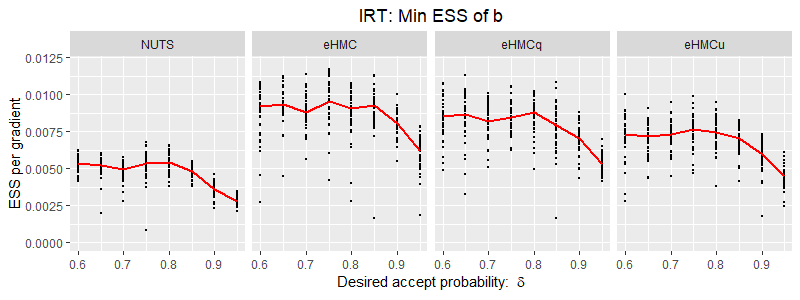 IRT: Min ESS of b
NUTS eHMC eHMCq eHMCu
ESS per gradient
0.0125
0.0100
0.0075
0.0050
0.0025
0.0000
0.6 0.7 0.8 0.9 0.6 0.7 0.8 0.9 0.6 0.7 0.8 0.9 0.6 0.7 0.8 0.9
Desired accept probability: δ